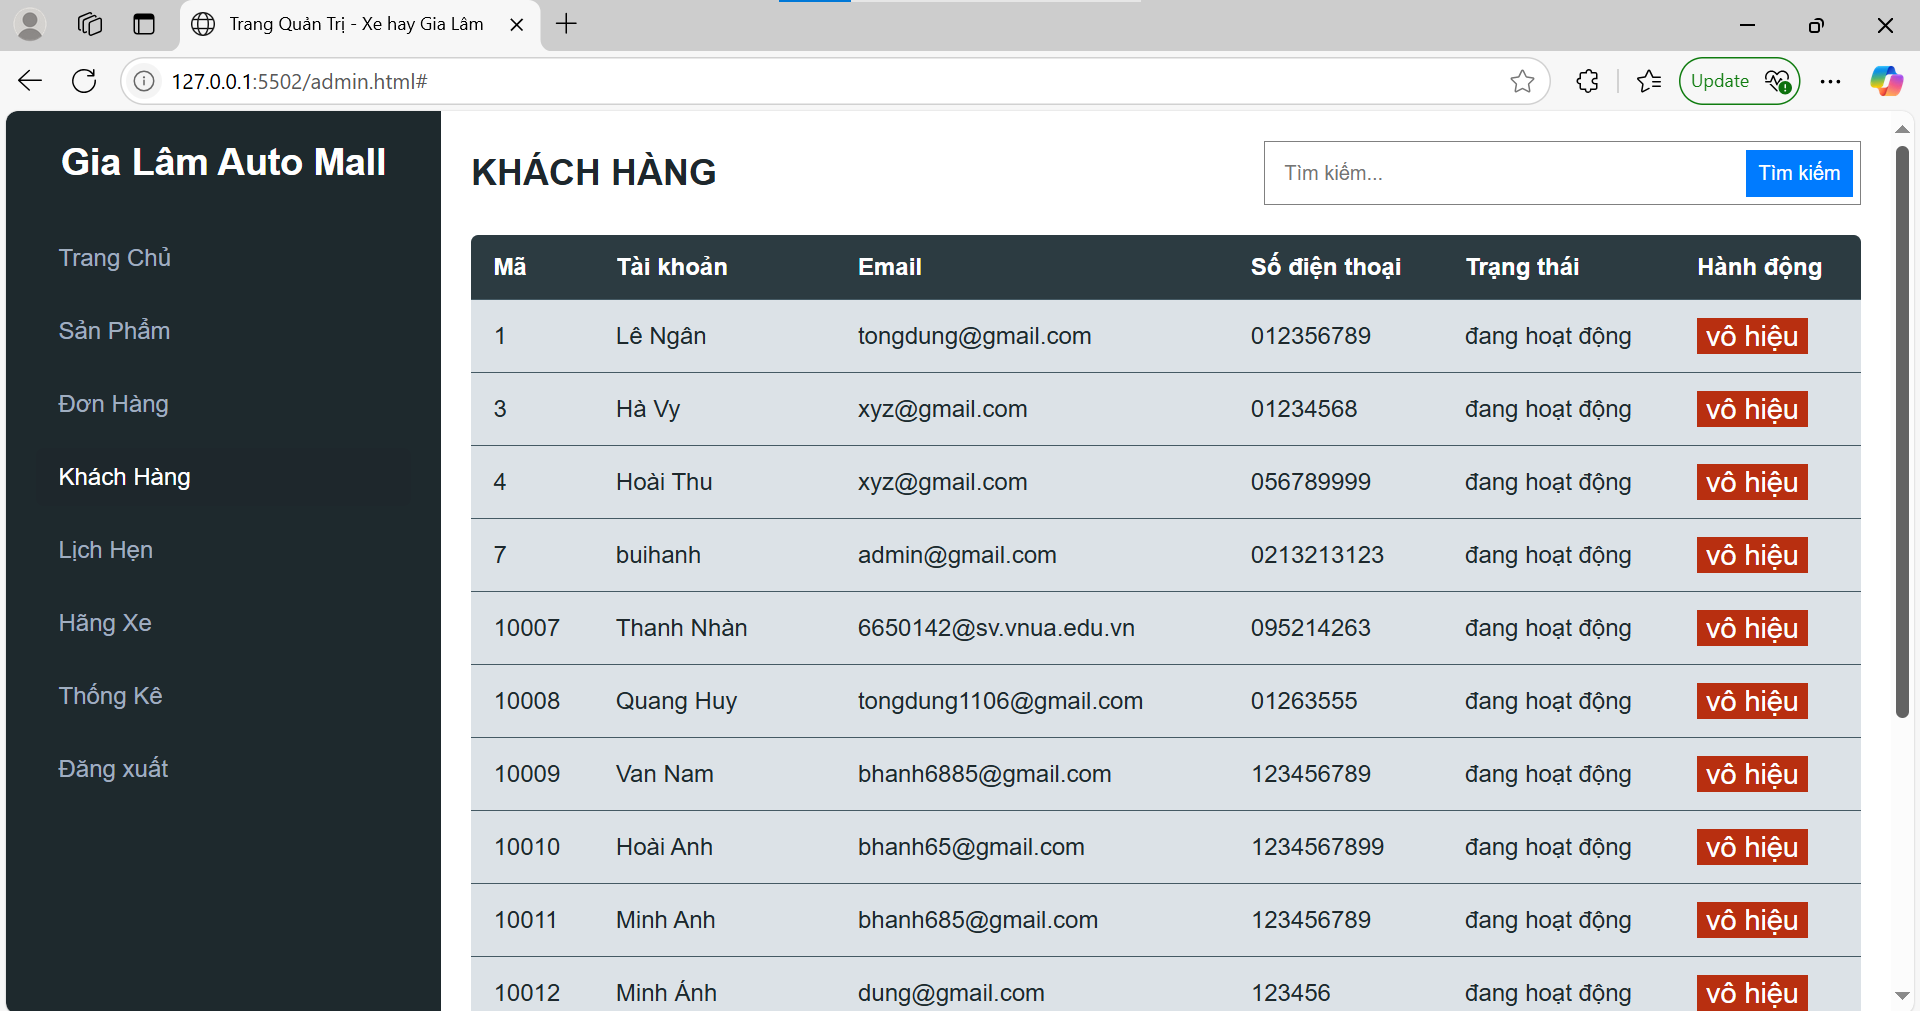 Trang Quản Trị - Xe hay Gia Lâm
127.0.0.1:5502/admin.html#
Update
Gia Lâm Auto Mall
Trang Chủ
Sản Phẩm
Đơn Hàng
Khách Hàng
Lịch Hẹn
Hãng Xe
Thống Kê
Đăng xuất
KHÁCH HÀNG
Tìm kiếm... Tìm kiếm
Mã Tài khoản Email Số điện thoại Trạng thái Hành động
1 Lê Ngân tongdung@gmail.com 012356789 đang hoạt động vô hiệu
3 Hà Vy xyz@gmail.com 01234568 đang hoạt động vô hiệu
4 Hoài Thu xyz@gmail.com 056789999 đang hoạt động vô hiệu
7 buihanh admin@gmail.com 0213213123 đang hoạt động vô hiệu
10007 Thanh Nhàn 6650142@sv.vnua.edu.vn 095214263 đang hoạt động vô hiệu
10008 Quang Huy tongdung1106@gmail.com 01263555 đang hoạt động vô hiệu
10009 Van Nam bhanh6885@gmail.com 123456789 đang hoạt động vô hiệu
10010 Hoài Anh bhanh65@gmail.com 1234567899 đang hoạt động vô hiệu
10011 Minh Anh bhanh685@gmail.com 123456789 đang hoạt động vô hiệu
10012 Minh Ánh dung@gmail.com 123456 đang hoạt động vô hiệu